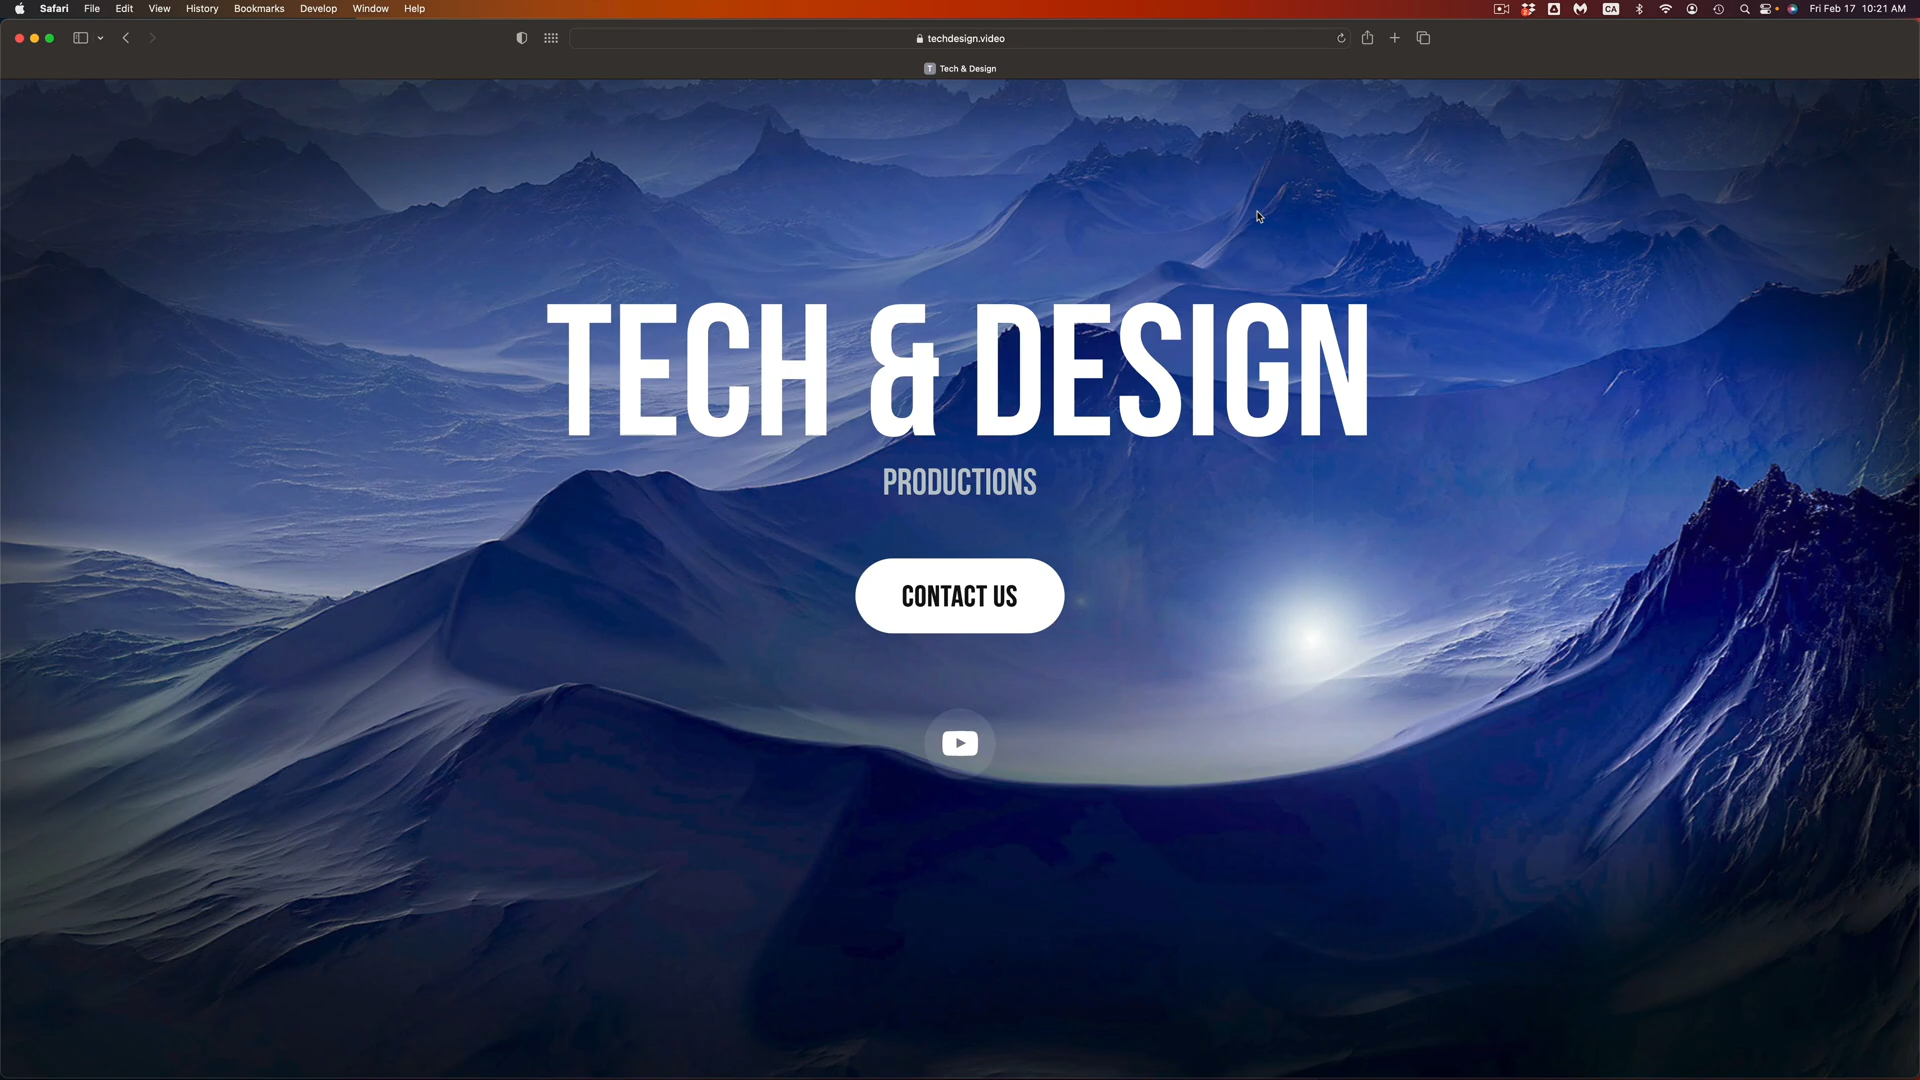 Safari File Edit View History Bookmarks Develop Window Help CA Fri Feb 17 10:21 AM
techdesign.video
T Tech & Design
TECH & DESIGN
PRODUCTIONS
CONTACT US